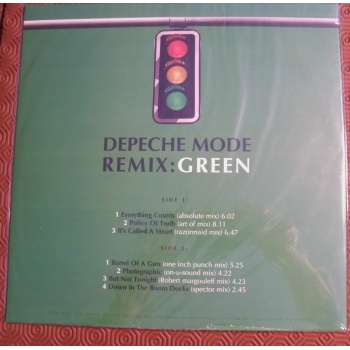 DEPECHE MODE
REMIX:GREEN
SIDE 1:
1 Everything Counts (absolute mix) 6.02
2 Policy Of Truth (art of mix) 8.11
3 It's Called A Heart (razormaid mix) 6.47
SIDE 2:
1 Barrel Of A Gun (one inch punch mix) 5.25
2 Photographic (on-u-sound mix) 4.22
3 But Not Tonight (Robert margouleff mix) 4.23
4 Down in The Boom Docks (spector mix) 2.45